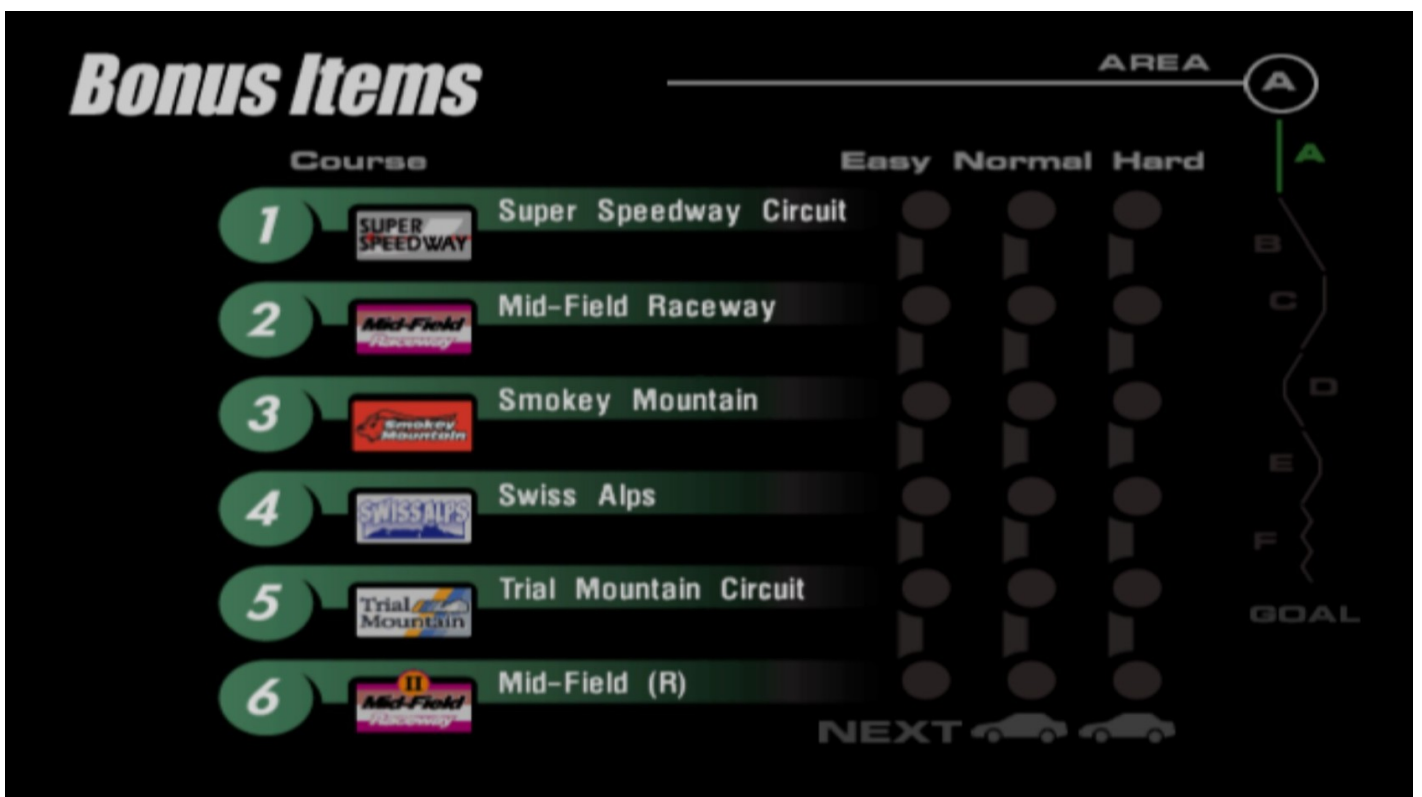 Bonus Items
AREA A
A
Course Easy Normal Hard
1 SUPER SPEEDWAY Super Speedway Circuit
B
C
2 Mid-Field Raceway Mid-Field Raceway
D
3 Smokey Mountain Smokey Mountain
E
4 SWISS ALPS Swiss Alps
F
5 Trial Mountain Trial Mountain Circuit
GOAL
6 II Mid-Field Raceway Mid-Field (R)
NEXT